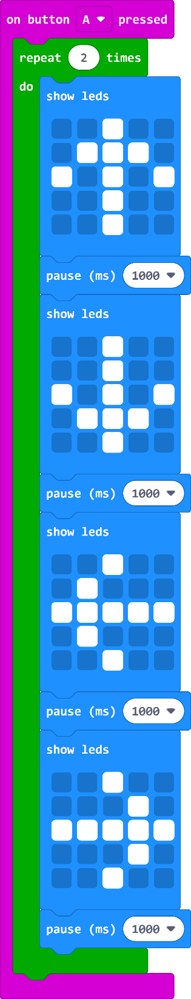 on button A pressed
repeat 2 times
do
show leds
pause (ms) 1000
show leds
pause (ms) 1000
show leds
pause (ms) 1000
show leds
pause (ms) 1000